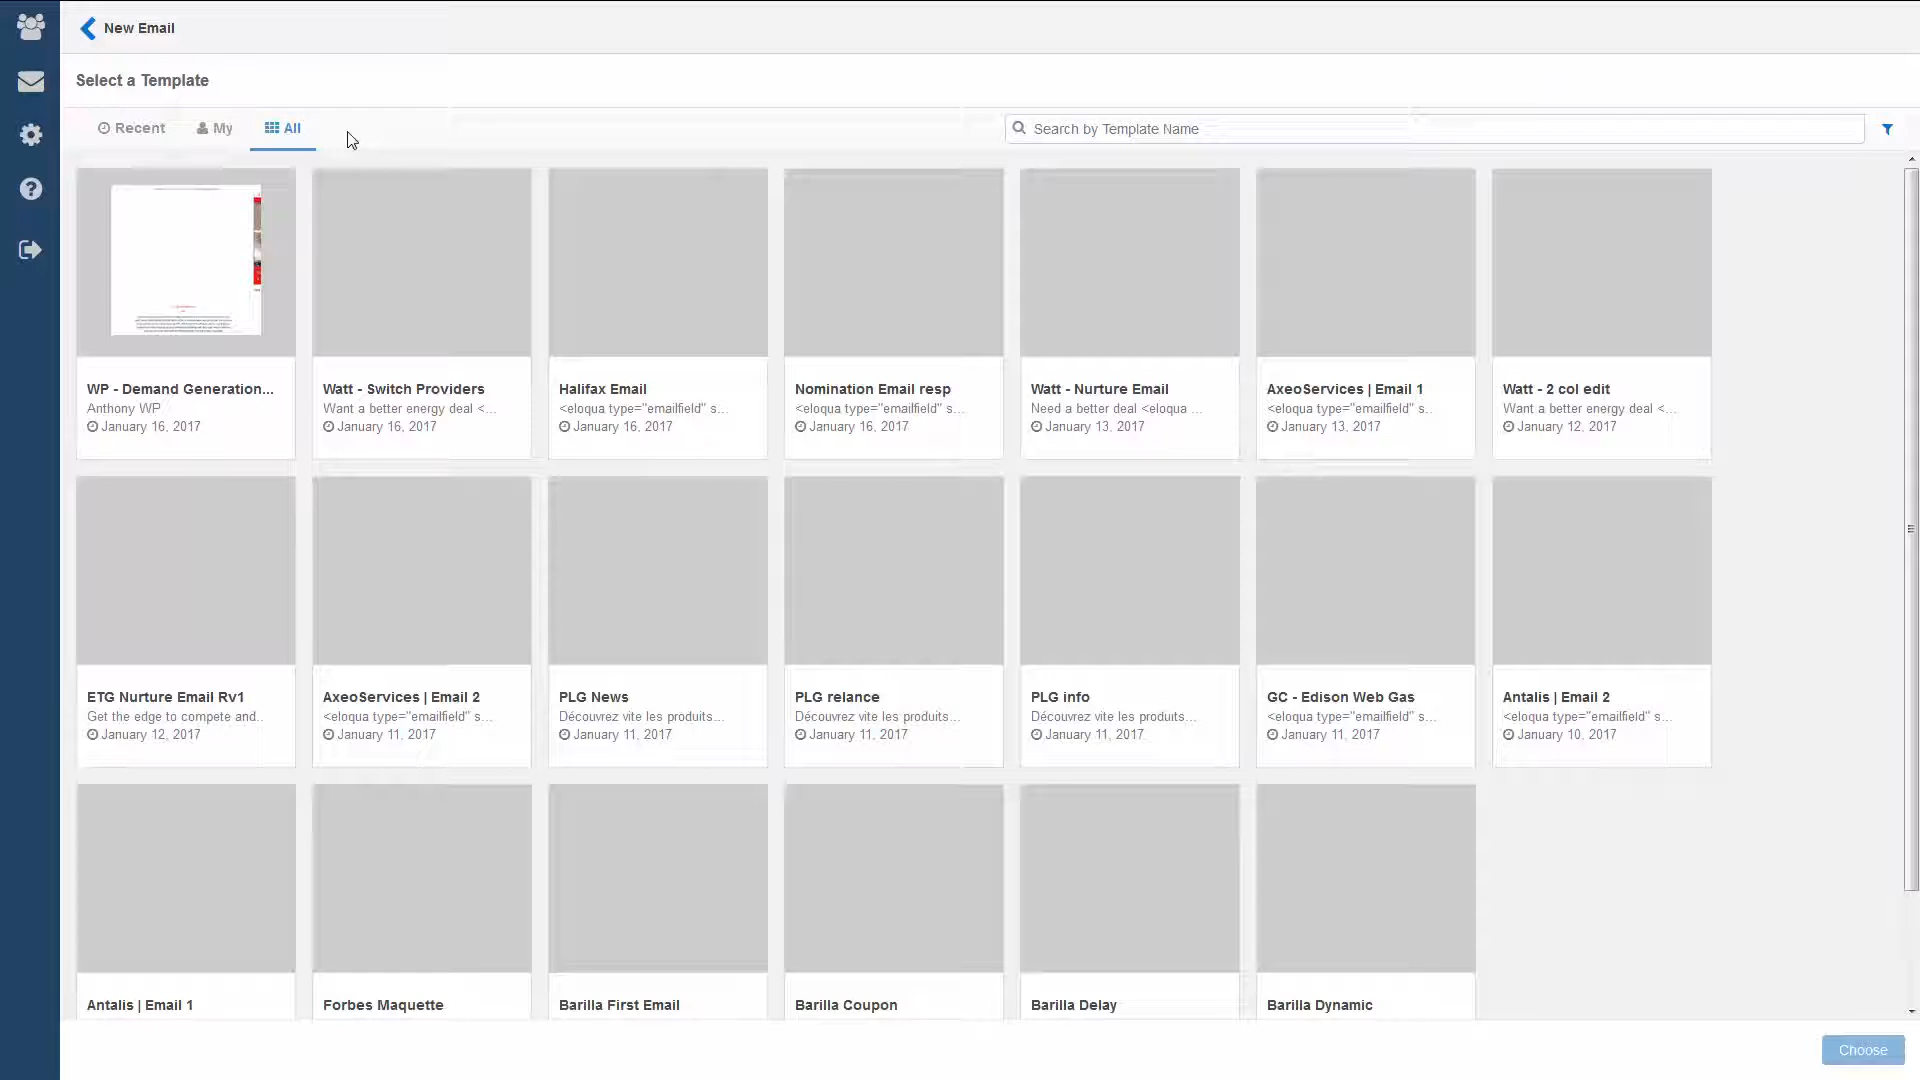 New Email
Select a Template
Recent
My
All
Search by Template Name
WP - Demand Generation...
Anthony WP
January 16, 2017
Watt - Switch Providers
Want a better energy deal <...
January 16, 2017
Halifax Email
<eloqua type="emailfield" s...
January 16, 2017
Nomination Email resp
<eloqua type="emailfield" s...
January 16, 2017
Watt - Nurture Email
Need a better deal <eloqua ...
January 13, 2017
AxeoServices | Email 1
<eloqua type="emailfield" s..
January 13, 2017
Watt - 2 col edit
Want a better energy deal <...
January 12, 2017
ETG Nurture Email Rv1
Get the edge to compete and..
January 12, 2017
AxeoServices | Email 2
<eloqua type="emailfield" s...
January 11, 2017
PLG News
Découvrez vite les produits...
January 11, 2017
PLG relance
Découvrez vite les produits...
January 11, 2017
PLG info
Découvrez vite les produits...
January 11, 2017
GC - Edison Web Gas
<eloqua type="emailfield" s...
January 11, 2017
Antalis | Email 2
<eloqua type="emailfield" s...
January 10, 2017
Antalis | Email 1
Forbes Maquette
Barilla First Email
Barilla Coupon
Barilla Delay
Barilla Dynamic
Choose